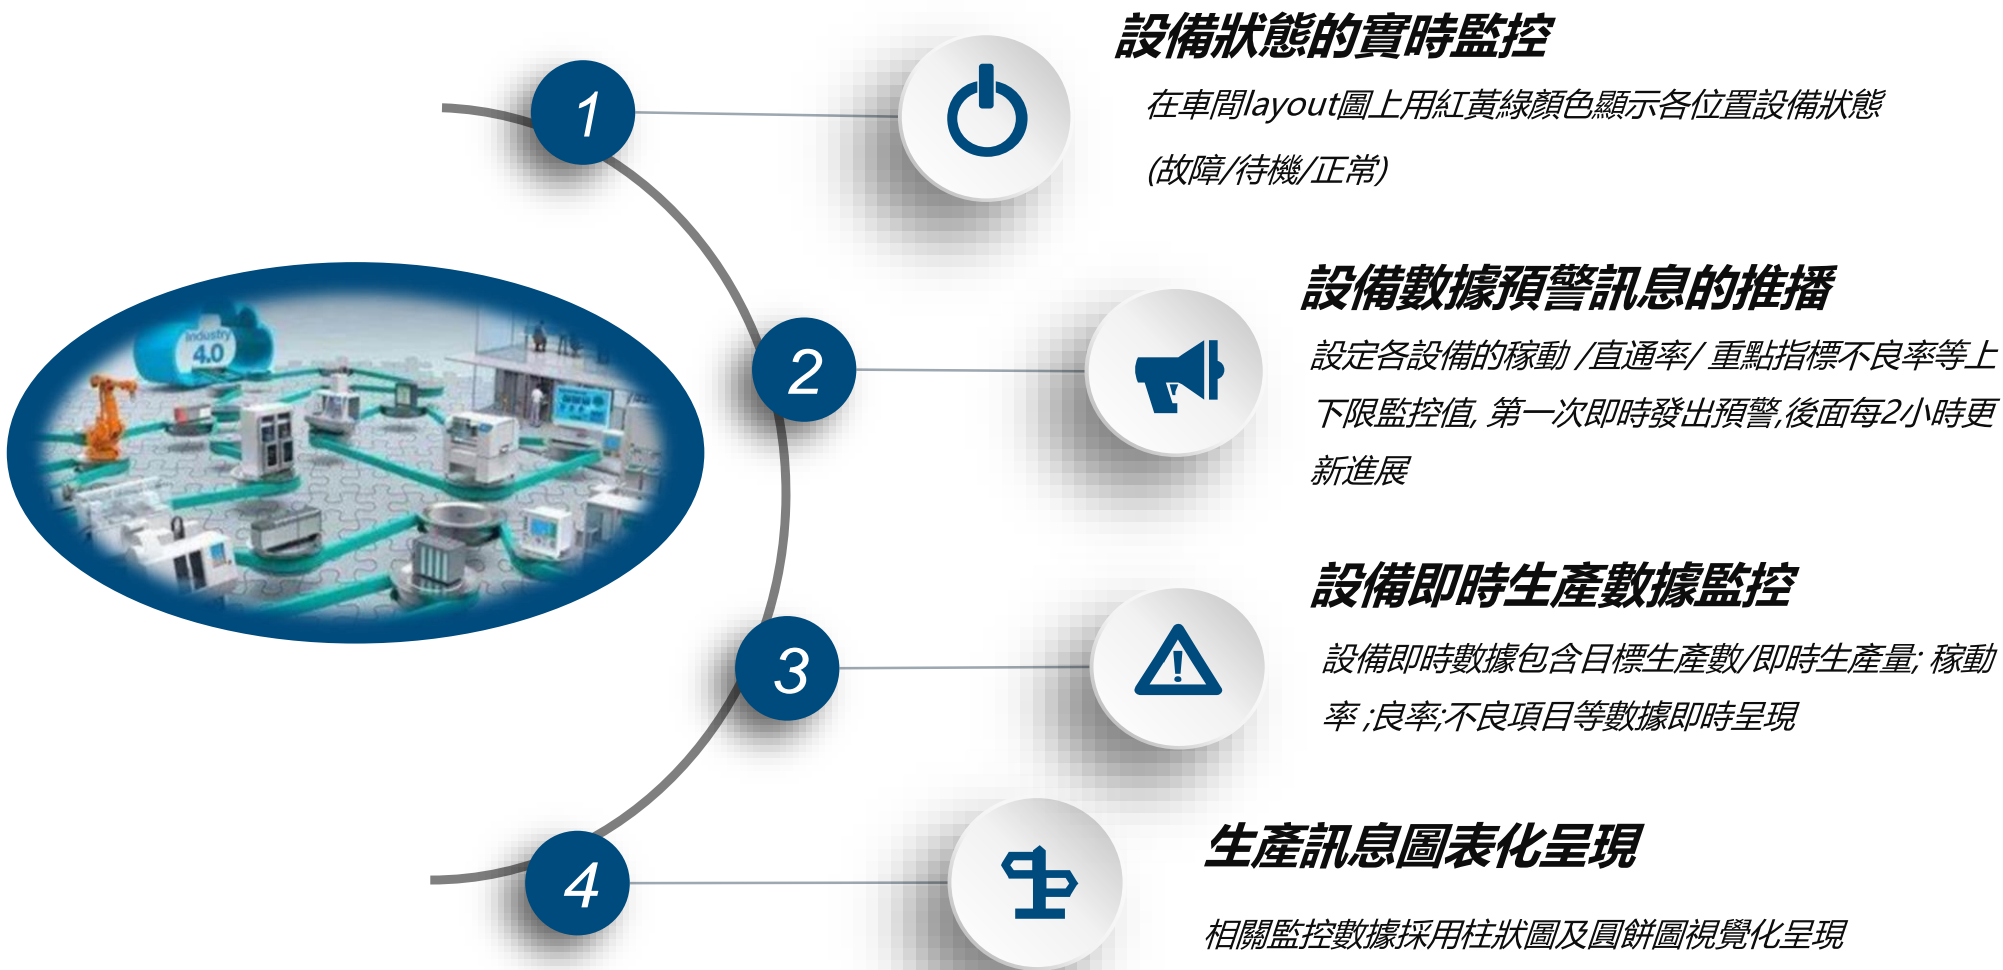 1
設備狀態的實時監控
在車間layout圖上用紅黃綠顏色顯示各位置設備狀態
(故障/待機/正常)
Industry
4.0
2
設備數據預警訊息的推播
設定各設備的稼動 /直通率/ 重點指標不良率等上
下限監控值, 第一次即時發出預警,後面每2小時更
新進展
3
設備即時生產數據監控
設備即時數據包含目標生產數/即時生產量; 稼動
率 ;良率;不良項目等數據即時呈現
4
生產訊息圖表化呈現
相關監控數據採用柱狀圖及圓餅圖視覺化呈現